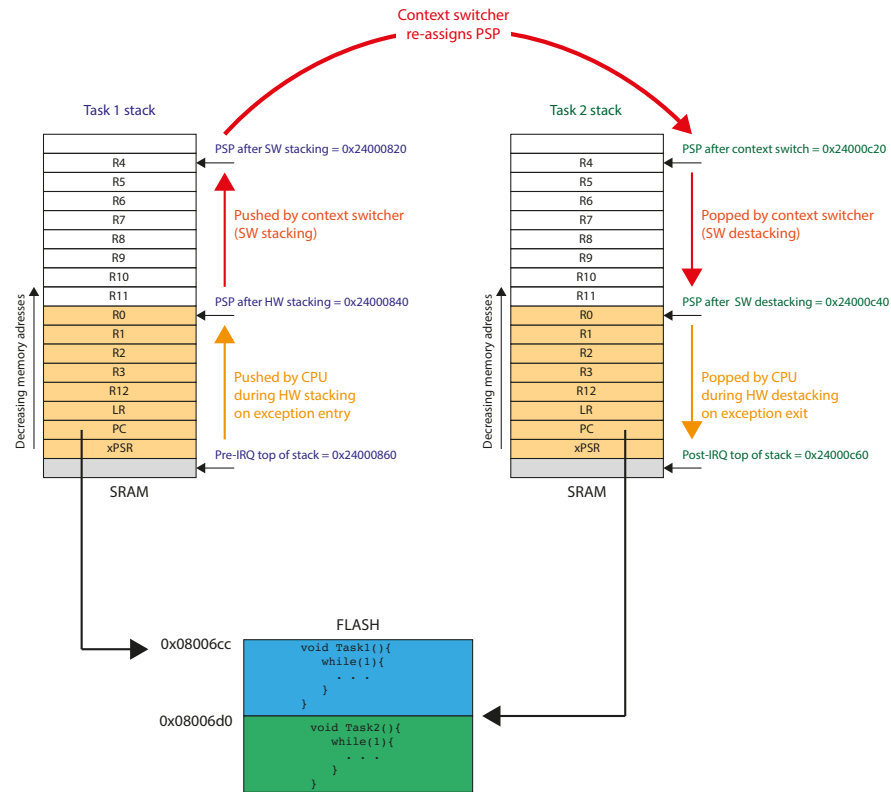 Context switcher
re-assigns PSP
Task 1 stack
Task 2 stack
PSP after SW stacking = 0x24000820
PSP after context switch = 0x24000c20
R4
R5
R6
R7
R8
R9
R10
R11
R0
R1
R2
R3
R12
LR
PC
xPSR
Pushed by context switcher
(SW stacking)
PSP after HW stacking = 0x24000840
Pushed by CPU
during HW stacking
on exception entry
Pre-IRQ top of stack = 0x24000860
Decreasing memory adresses
SRAM
R4
R5
R6
R7
R8
R9
R10
R11
R0
R1
R2
R3
R12
LR
PC
xPSR
Popped by context switcher
(SW destacking)
PSP after SW destacking = 0x24000c40
Popped by CPU
during HW destacking
on exception exit
Post-IRQ top of stack = 0x24000c60
Decreasing memory adresses
SRAM
FLASH
0x08006cc
void Task1(){
while(1){
. . .
}
}
0x08006d0
void Task2(){
while(1){
. . .
}
}